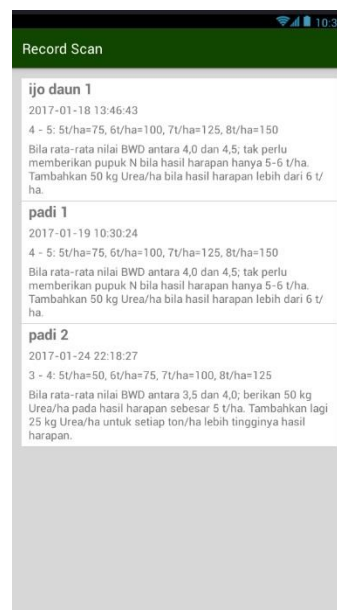 10:3
Record Scan
ijo daun 1
2017-01-18 13:46:43
4 - 5: 5t/ha=75, 6t/ha=100, 7t/ha=125, 8t/ha=150
Bila rata-rata nilai BWD antara 4,0 dan 4,5; tak perlu
memberikan pupuk N bila hasil harapan hanya 5-6 t/ha.
Tambahkan 50 kg Urea/ha bila hasil harapan lebih dari 6 t/
ha.
padi 1
2017-01-19 10:30:24
4 - 5: 5t/ha=75, 6t/ha=100, 7t/ha=125, 8t/ha=150
Bila rata-rata nilai BWD antara 4,0 dan 4,5; tak perlu
memberikan pupuk N bila hasil harapan hanya 5-6 t/ha.
Tambahkan 50 kg Urea/ha bila hasil harapan lebih dari 6 t/
ha.
padi 2
2017-01-24 22:18:27
3 - 4: 5t/ha=50, 6t/ha=75, 7t/ha=100, 8t/ha=125
Bila rata-rata nilai BWD antara 3,5 dan 4,0; berikan 50 kg
Urea/ha pada hasil harapan sebesar 5 t/ha. Tambahkan lagi
25 kg Urea/ha untuk setiap ton/ha lebih tingginya hasil
harapan.